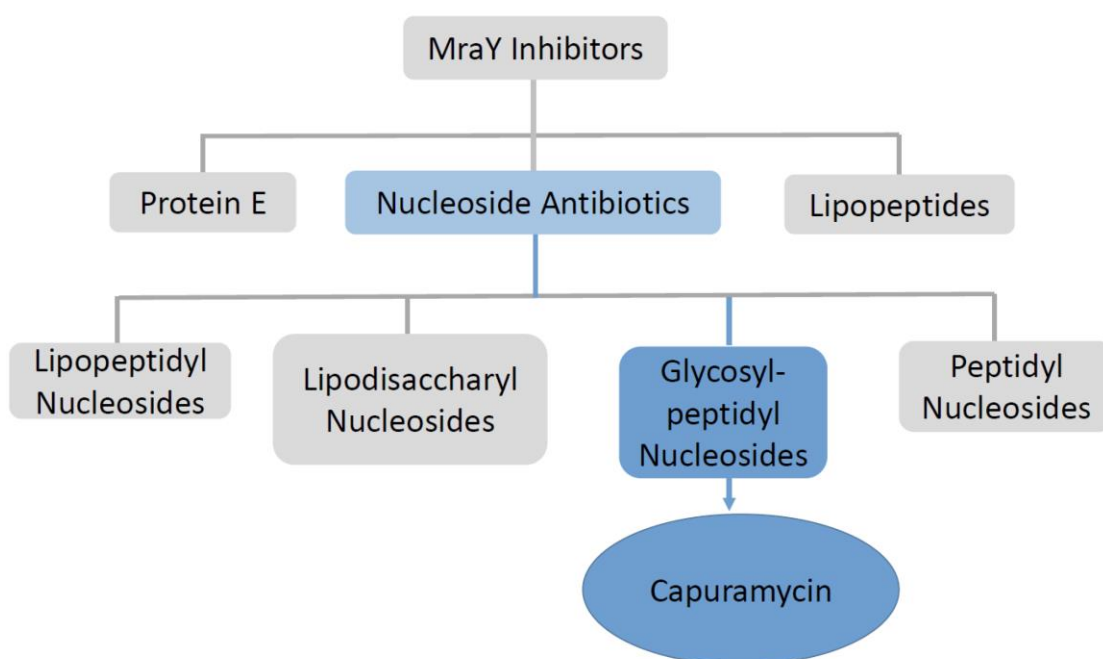 MraY Inhibitors
Protein E
Nucleoside Antibiotics
Lipopeptides
Lipopeptidyl
Nucleosides
Lipodisaccharyl
Nucleosides
Glycosyl-
peptidyl
Nucleosides
Peptidyl
Nucleosides
Capuramycin